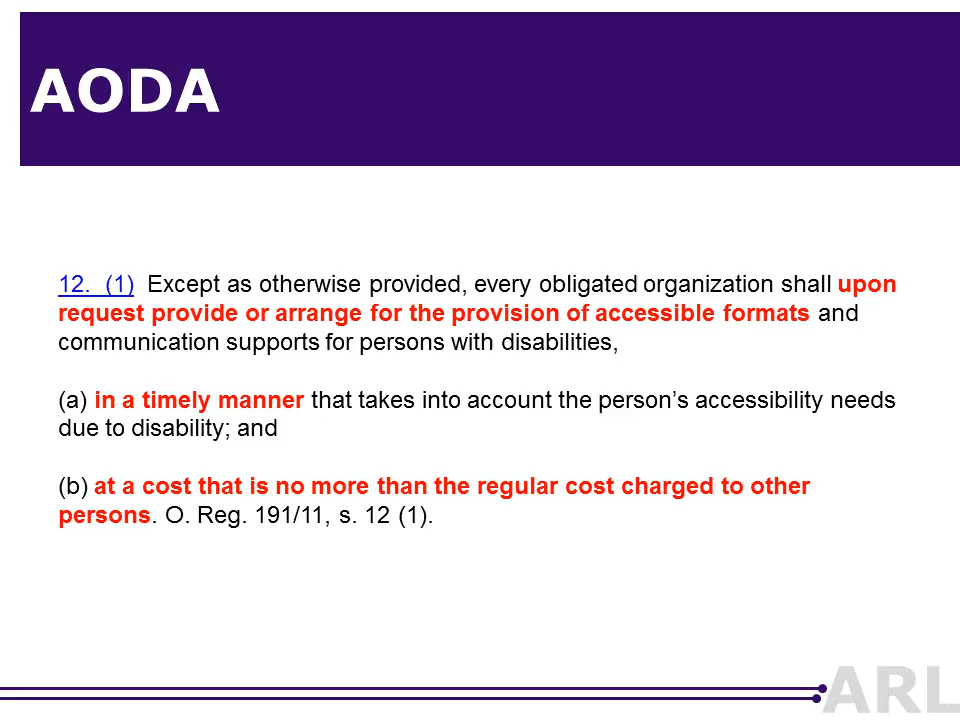 AODA
12. (1) Except as otherwise provided, every obligated organization shall upon
request provide or arrange for the provision of accessible formats and
communication supports for persons with disabilities,
(a) in a timely manner that takes into account the person’s accessibility needs
due to disability; and
(b) at a cost that is no more than the regular cost charged to other
persons. O. Reg. 191/11, s. 12 (1).
ARL